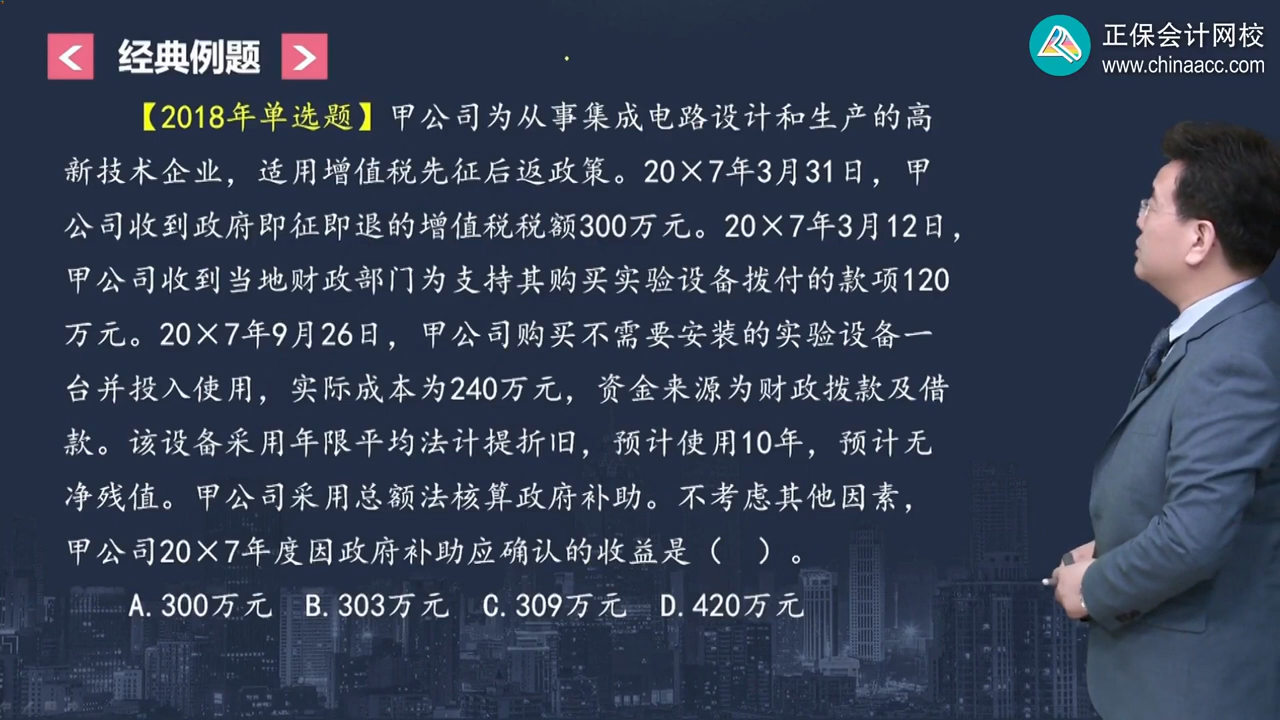 经典例题
正保会计网校
www.chinaacc.com
【2018年单选题】甲公司为从事集成电路设计和生产的高
新技术企业，适用增值税先征后返政策。20×7年3月31日，甲
公司收到政府即征即退的增值税税额300万元。20×7年3月12日，
甲公司收到当地财政部门为支持其购买实验设备拨付的款项120
万元。20×7年9月26日，甲公司购买不需要安装的实验设备一
台并投入使用，实际成本为240万元，资金来源为财政拨款及借
款。该设备采用年限平均法计提折旧，预计使用10年，预计无
净残值。甲公司采用总额法核算政府补助。不考虑其他因素，
甲公司20×7年度因政府补助应确认的收益是（ ）。
A.300万元 B.303万元 C.309万元 D.420万元